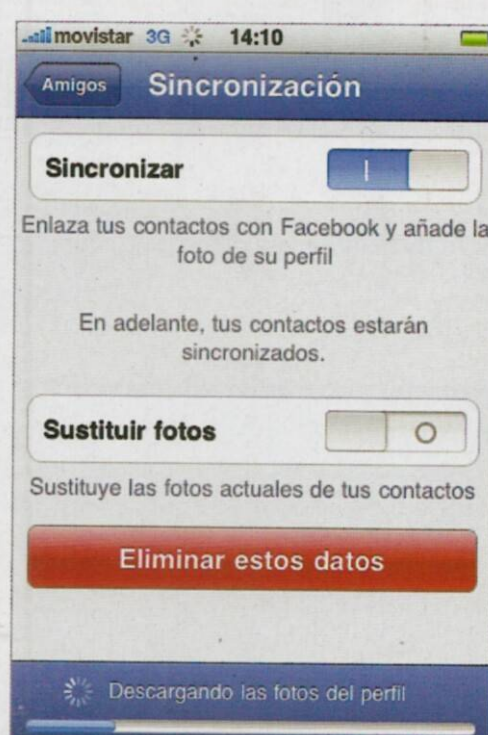 movistar 3G 14:10
Amigos Sincronización
Sincronizar I
Enlaza tus contactos con Facebook y añade la
foto de su perfil
En adelante, tus contactos estarán
sincronizados.
Sustituir fotos O
Sustituye las fotos actuales de tus contactos
Eliminar estos datos
Descargando las fotos del perfil